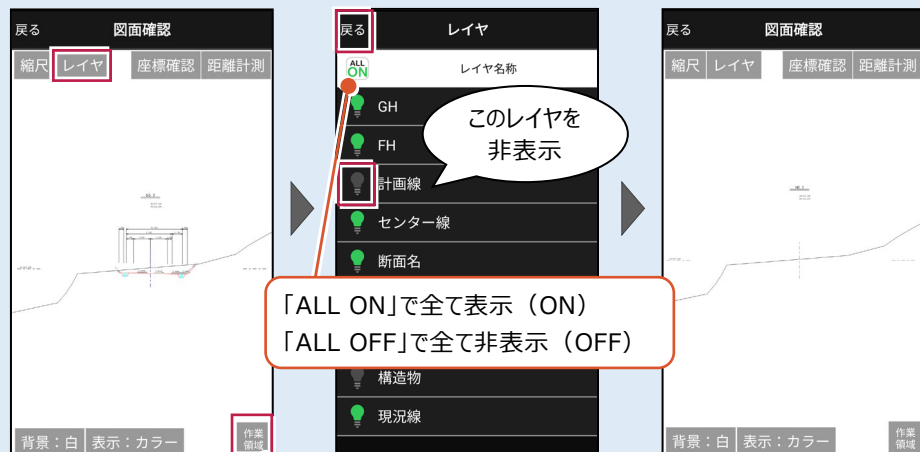 戻る 図面確認
縮尺 レイヤ 座標確認 距離計測
背景：白 表示：カラー 作業
領域
戻る レイヤ
ALL
ON レイヤ名称
GH
FH
計画線
センター線
断面名
構造物
現況線
このレイヤを
非表示
「ALL ON」で全て表示（ON）
「ALL OFF」で全て非表示（OFF）
戻る 図面確認
縮尺 レイヤ 座標確認 距離計測
背景：白 表示：カラー 作業
領域